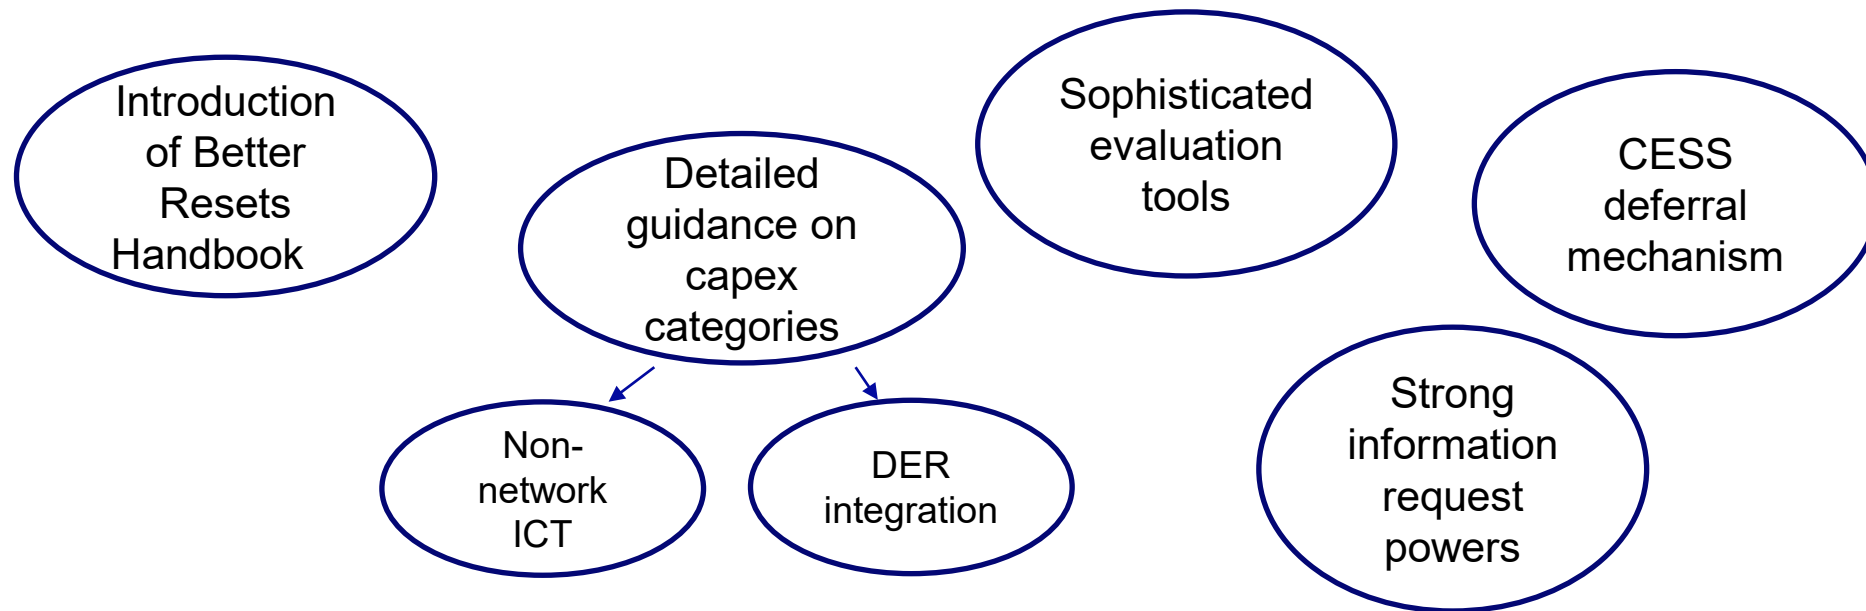 Introduction
of Better
Resets
Handbook
Detailed
guidance on
capex
categories
Non-
network
ICT
DER
integration
Sophisticated
evaluation
tools
CESS
deferral
mechanism
Strong
information
request
powers